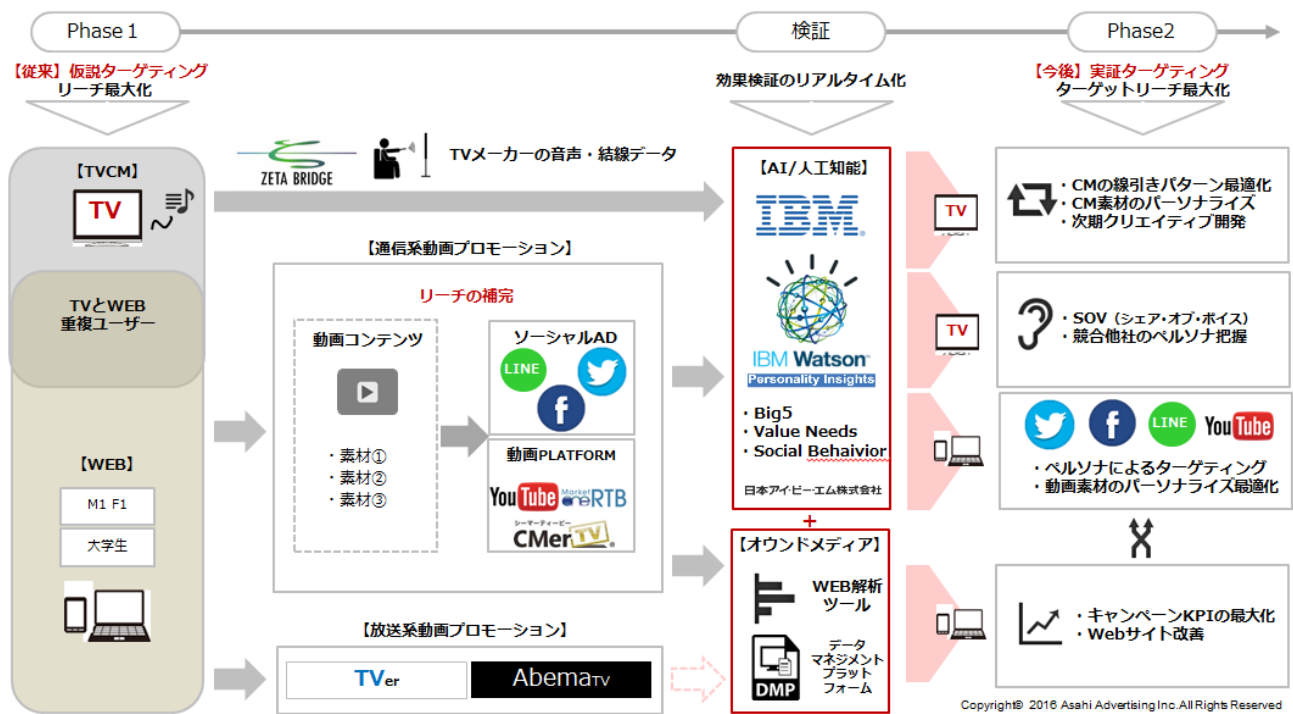 Phase 1
検証
Phase2
【従来】仮説ターゲティング
リーチ最大化
効果検証のリアルタイム化
【今後】実証ターゲティング
ターゲットリーチ最大化
【TVCM】
TV
TVとWEB
重複ユーザー
【WEB】
M1 F1
大学生
ZETA BRIDGE
TVメーカーの音声・結線データ
【通信系動画プロモーション】
リーチの補完
動画コンテンツ
・素材①
・素材②
・素材③
ソーシャルAD
LINE
動画PLATFORM
YouTube
Market one RTB
シーマーティービー
CMerTV
【放送系動画プロモーション】
TVer
AbemaTV
【AI/人工知能】
IBM
IBM Watson
Personality Insights
・Big5
・Value Needs
・Social Behaivior
日本アイ・ビー・エム株式会社
+
【オウンドメディア】
WEB解析
ツール
データ
マネジメント
プラット
フォーム
DMP
TV
・CMの線引きパターン最適化
・CM素材のパーソナライズ
・次期クリエイティブ開発
TV
・SOV（シェア・オブ・ボイス）
・競合他社のペルソナ把握
LINE
YouTube
・ペルソナによるターゲティング
・動画素材のパーソナライズ最適化
・キャンペーンKPIの最大化
・Webサイト改善
Copyright© 2016 Asahi Advertising Inc. All Rights Reserved